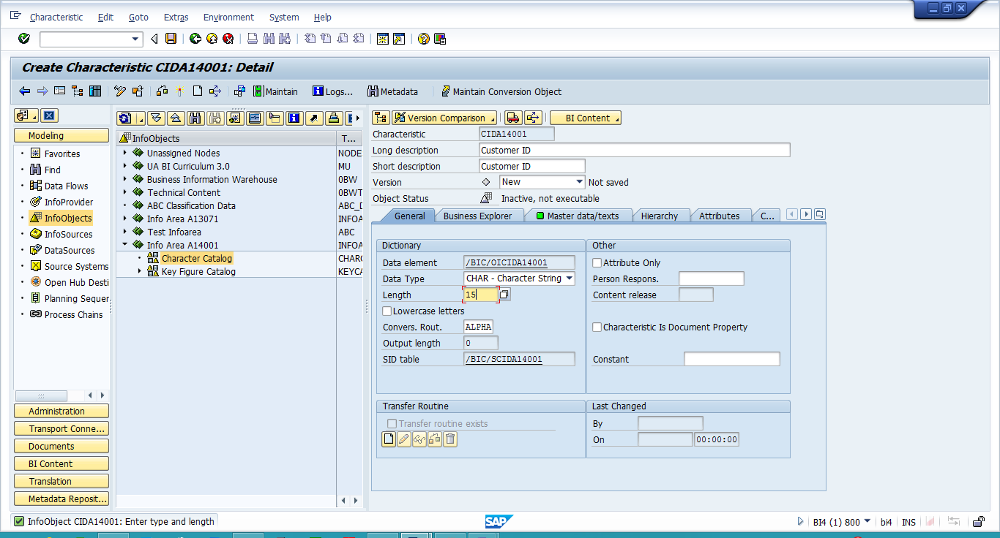 Characteristic Edit Goto Extras Environment System Help
Create Characteristic CIDA14001: Detail
Maintain Logs... Metadata Maintain Conversion Object
Modeling
Favorites
Find
Data Flows
InfoProvider
InfoObjects
InfoSources
DataSources
Source Systems
Open Hub Desti
Planning Sequer
Process Chains
Administration
Transport Conne...
Documents
BI Content
Translation
Metadata Reposit...
InfoObjects T...
Unassigned Nodes NODE
UA BI Curriculum 3.0 MU
Business Information Warehouse 0BW
Technical Content 0BWT
ABC Classification Data ABC_D
Info Area A13071 INFOA
Test Infoarea ABC
Info Area A14001 INFOA
Character Catalog CHARC
Key Figure Catalog KEYCA
Version Comparison BI Content
Characteristic CIDA14001
Long description Customer ID
Short description Customer ID
Version New Not saved
Object Status Inactive, not executable
General Business Explorer Master data/texts Hierarchy Attributes C...
Dictionary
Data element /BIC/OICIDA14001
Data Type CHAR - Character String
Length 15
Lowercase letters
Convers. Rout. ALPHA
Output length 0
SID table /BIC/SCIDA14001
Other
Attribute Only
Person Respons.
Content release
Characteristic Is Document Property
Constant
Transfer Routine
Transfer routine exists
Last Changed
By
On 00:00:00
InfoObject CIDA14001: Enter type and length SAP BI4 (1) 800 bi4 INS